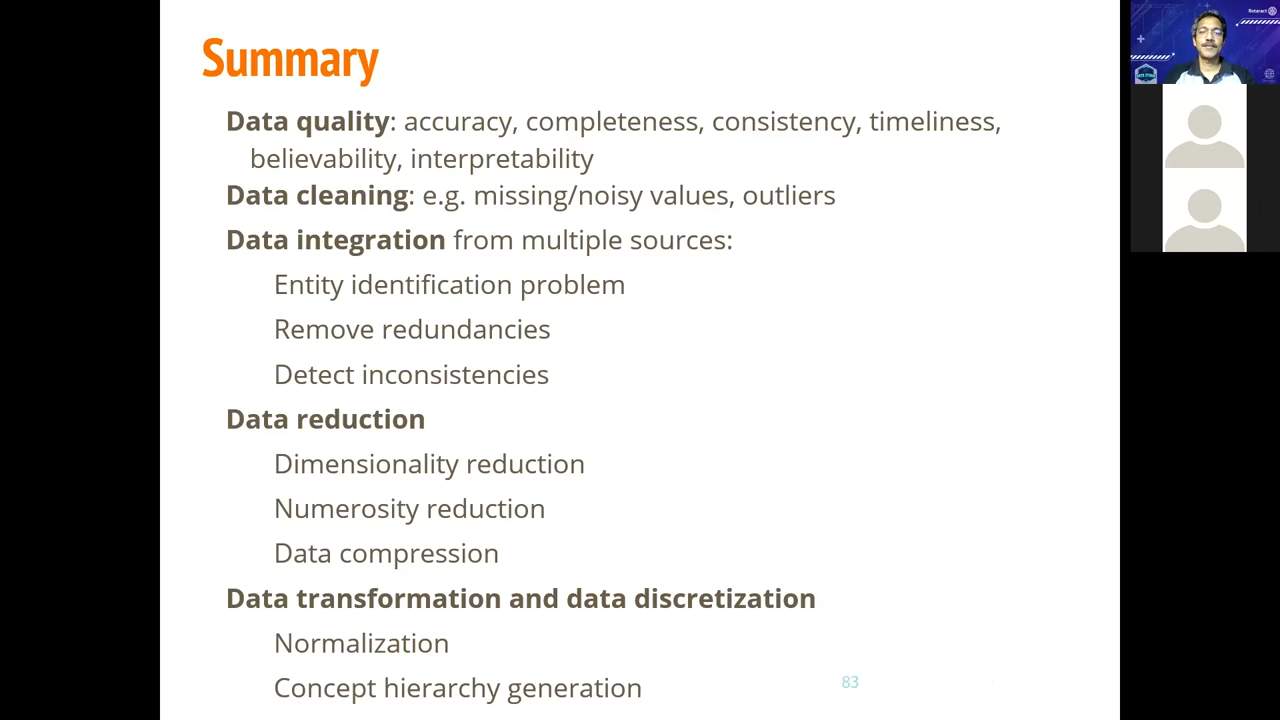 Summary
Data quality: accuracy, completeness, consistency, timeliness,
believability, interpretability
Data cleaning: e.g. missing/noisy values, outliers
Data integration from multiple sources:
Entity identification problem
Remove redundancies
Detect inconsistencies
Data reduction
Dimensionality reduction
Numerosity reduction
Data compression
Data transformation and data discretization
Normalization
Concept hierarchy generation
83
Rotaract